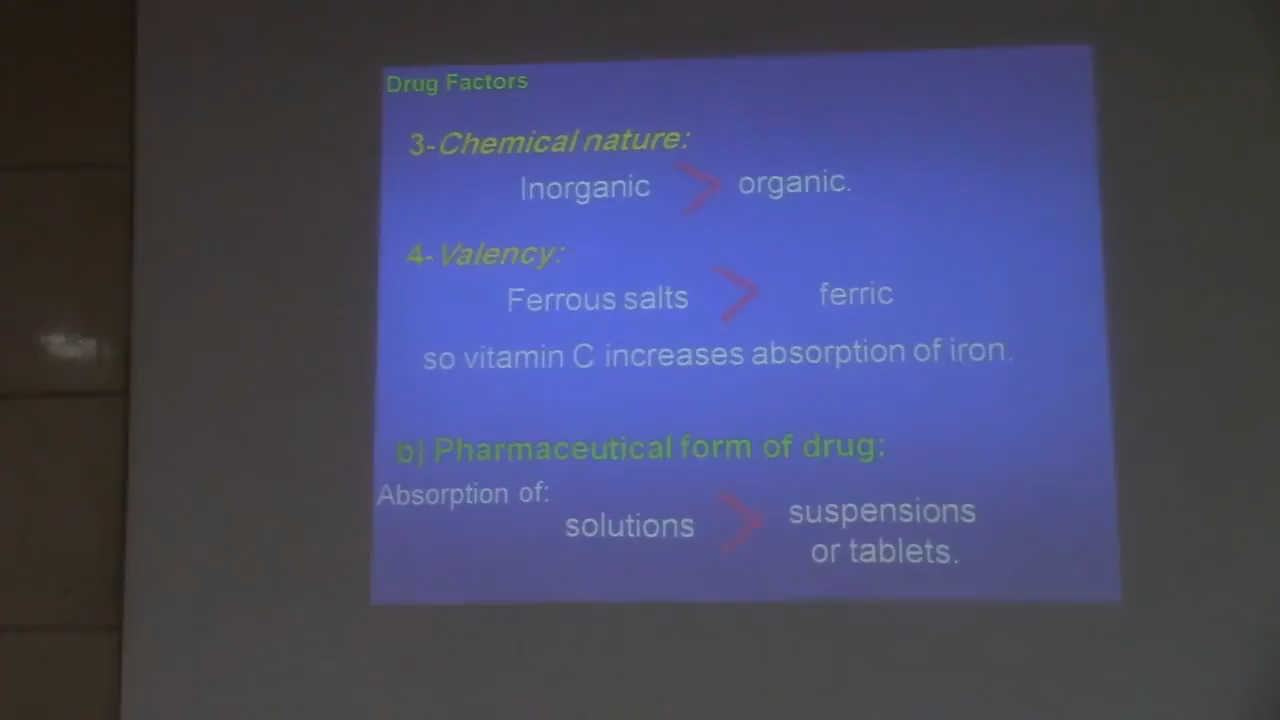 Drug Factors
3-Chemical nature:
Inorganic > organic.
4-Valency:
Ferrous salts > ferric
so vitamin C increases absorption of iron.
b) Pharmaceutical form of drug:
Absorption of:
solutions > suspensions
or tablets.